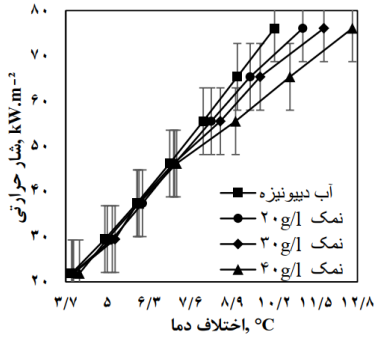 ۸۰
۷۰
۶۰
۵۰
۴۰
۳۰
۲۰
شار حرارتی, kW.m⁻²
آب دییونیزه
نمک ۲۰g/l
نمک ۳۰g/l
نمک ۴۰g/l
۳/۷ ۵ ۶/۳ ۷/۶ ۸/۹ ۱۰/۲ ۱۱/۵ ۱۲/۸
اختلاف دما, °C